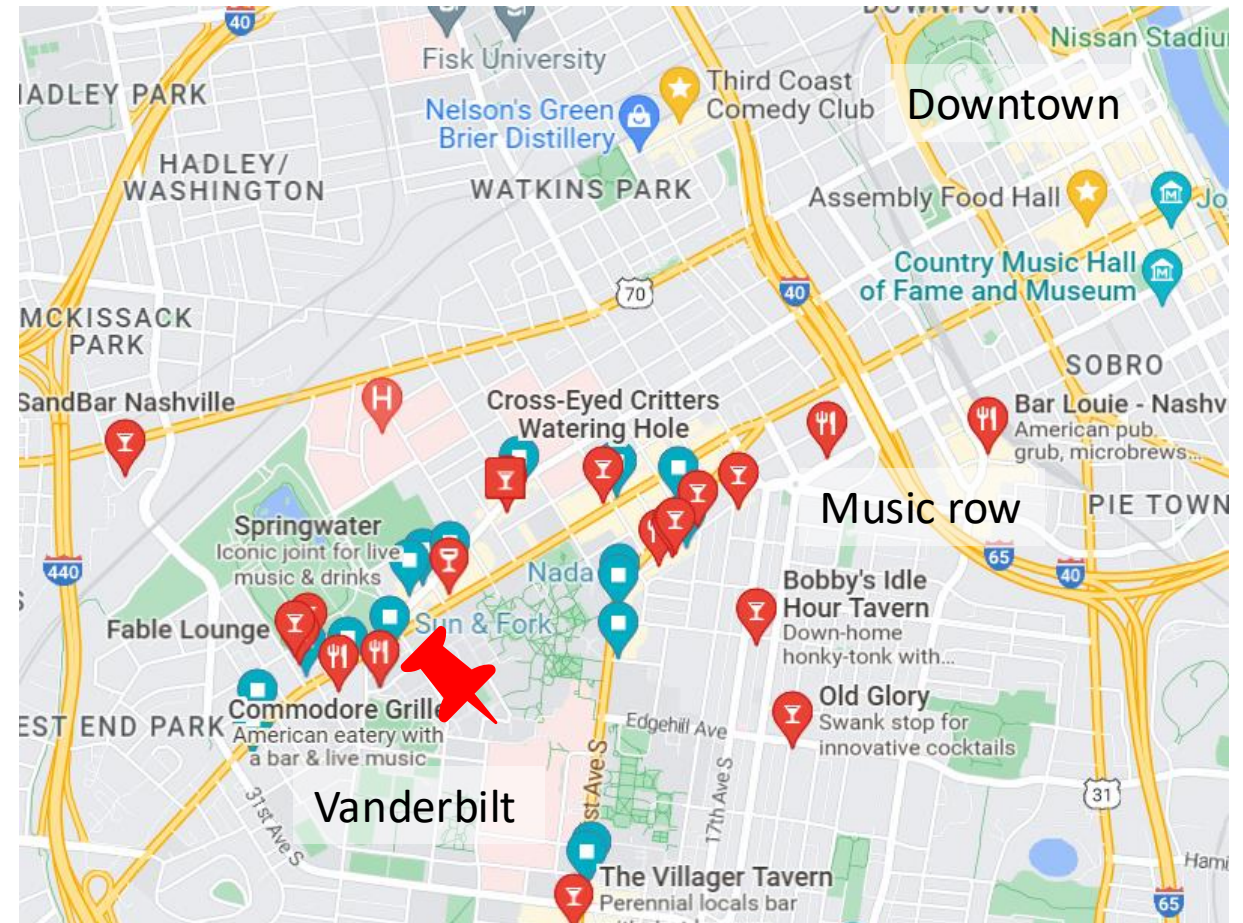 40
DOWNTOWN
Nissan Stadiu
Fisk University
IADLEY PARK
Third Coast
Comedy Club
Downtown
Nelson's Green
Brier Distillery
HADLEY/
WASHINGTON
WATKINS PARK
Assembly Food Hall
Jo
Country Music Hall
of Fame and Museum
70
40
MCKISSACK
PARK
SOBRO
SandBar Nashville
H
Cross-Eyed Critters
Watering Hole
Bar Louie - Nashv
American pub
grub, microbrews...
Music row
PIE TOWN
Springwater
Iconic joint for live
music & drinks
440
65
40
Nada
Bobby's Idle
Hour Tavern
Down-home
honky-tonk with...
Fable Lounge
Sun & Fork
Old Glory
Swank stop for
innovative cocktails
EST END PARK
Commodore Grille
American eatery with
a bar & live music
Edgehill Ave
1st Ave S
17th Ave S
31
Vanderbilt
31st Ave S
The Villager Tavern
Perennial locals bar
Hami
65